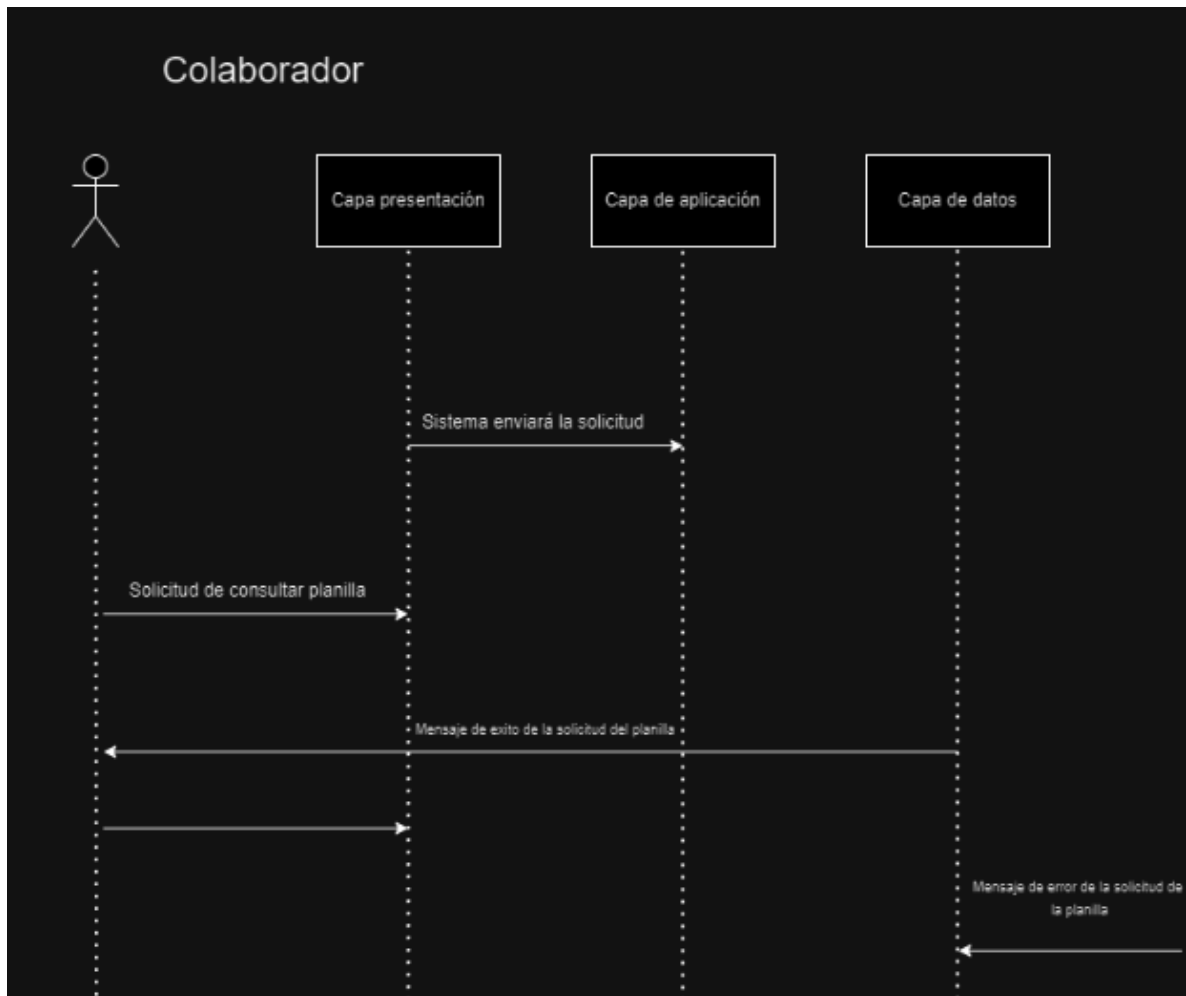 Colaborador
Capa presentación
Capa de aplicación
Capa de datos
Sistema enviará la solicitud
Solicitud de consultar planilla
Mensaje de exito de la solicitud del planilla
Mensaje de error de la solicitud de
la planilla